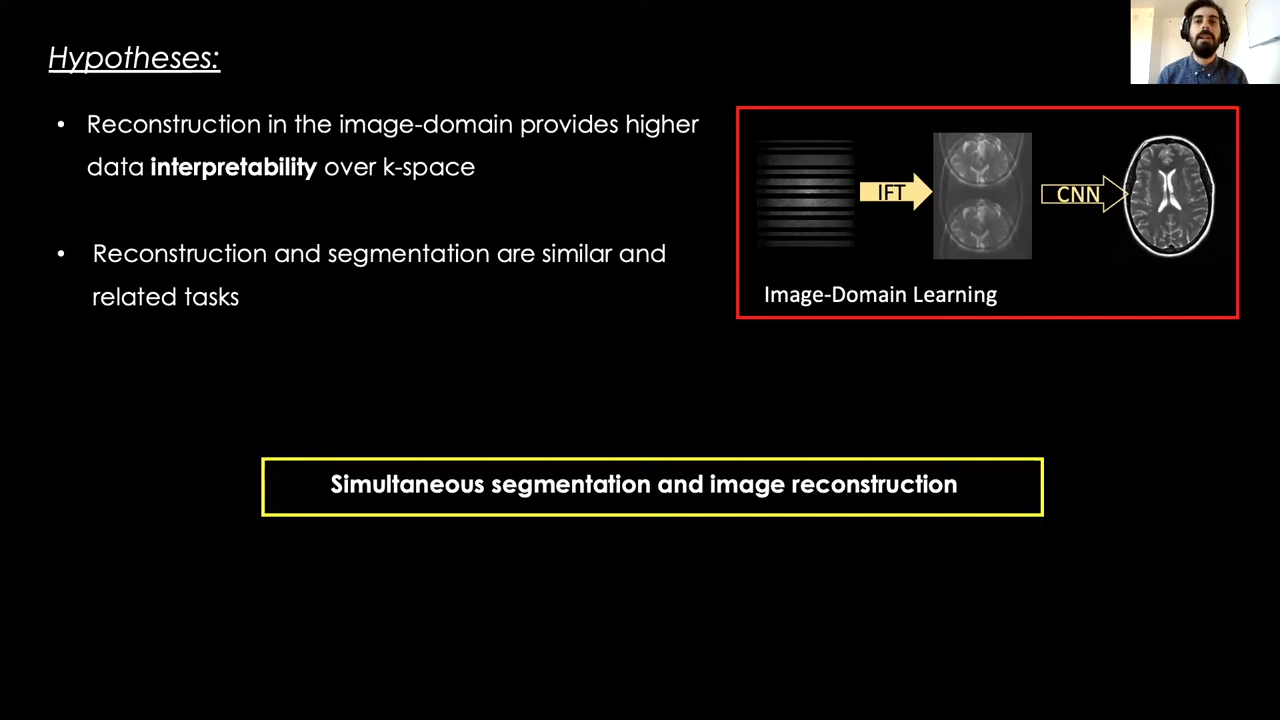 Hypotheses:
• Reconstruction in the image-domain provides higher
data interpretability over k-space
• Reconstruction and segmentation are similar and
related tasks
IFT
CNN
Image-Domain Learning
Simultaneous segmentation and image reconstruction